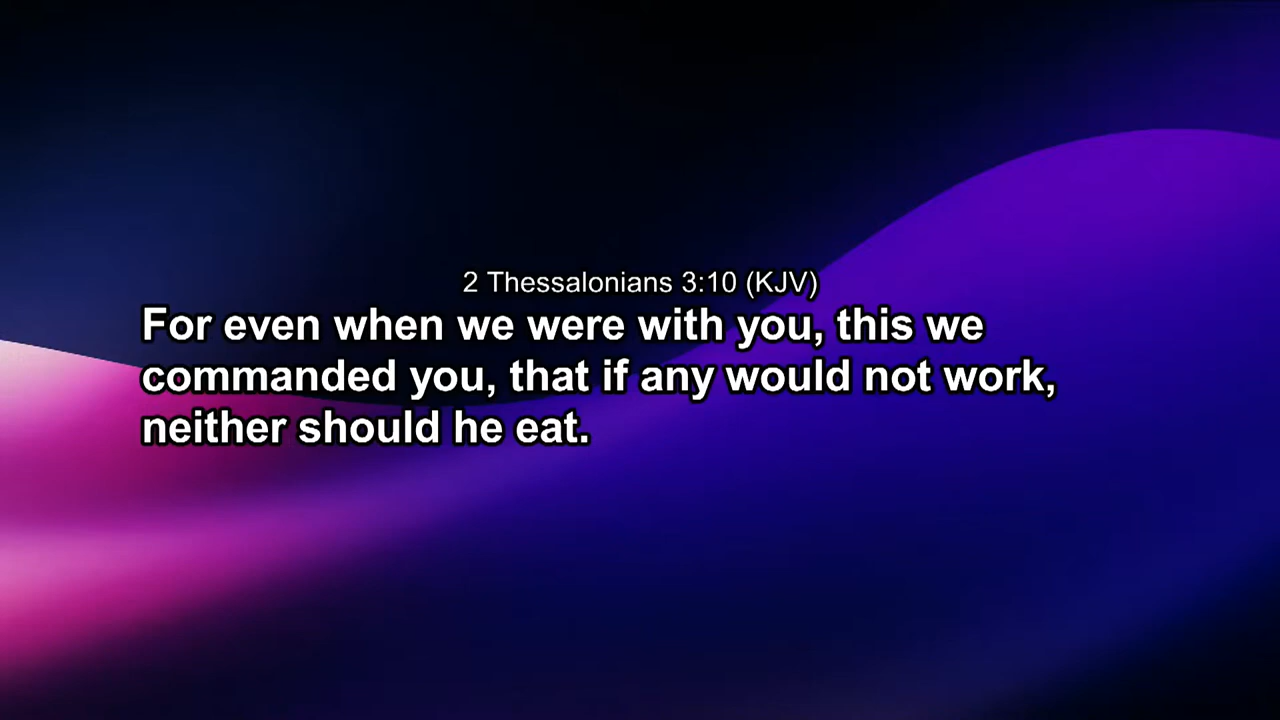 2 Thessalonians 3:10 (KJV)
For even when we were with you, this we
commanded you, that if any would not work,
neither should he eat.